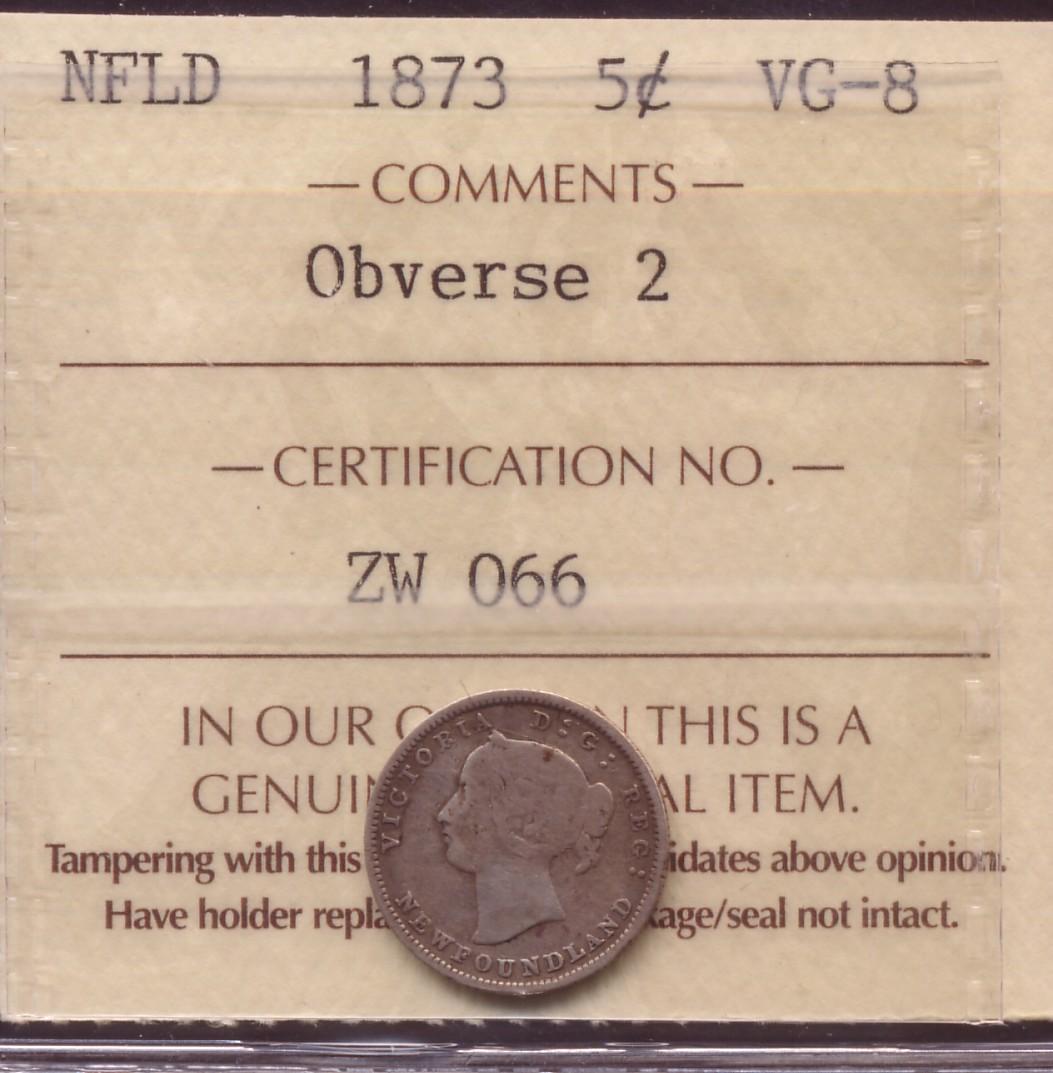 NFLD 1873 5¢ VG-8
— COMMENTS —
Obverse 2
— CERTIFICATION NO. —
ZW 066
IN OUR O N THIS IS A
GENUIN AL ITEM.
Tampering with this idates above opinion.
Have holder repla kage/seal not intact.
VICTORIA D:G: REG:
NEWFOUNDLAND